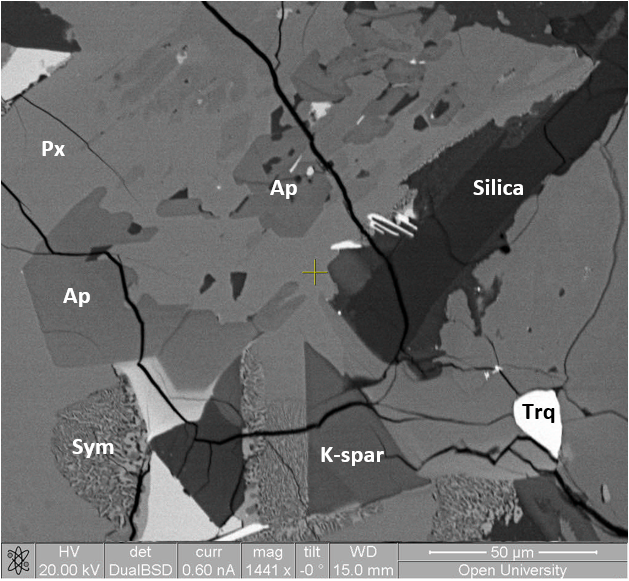 Px
Ap
Silica
Ap
Trq
Sym
K-spar
HV det curr mag tilt WD 50 µm
20.00 kV DualBSD 0.60 nA 1441 x -0 ° 15.0 mm Open University